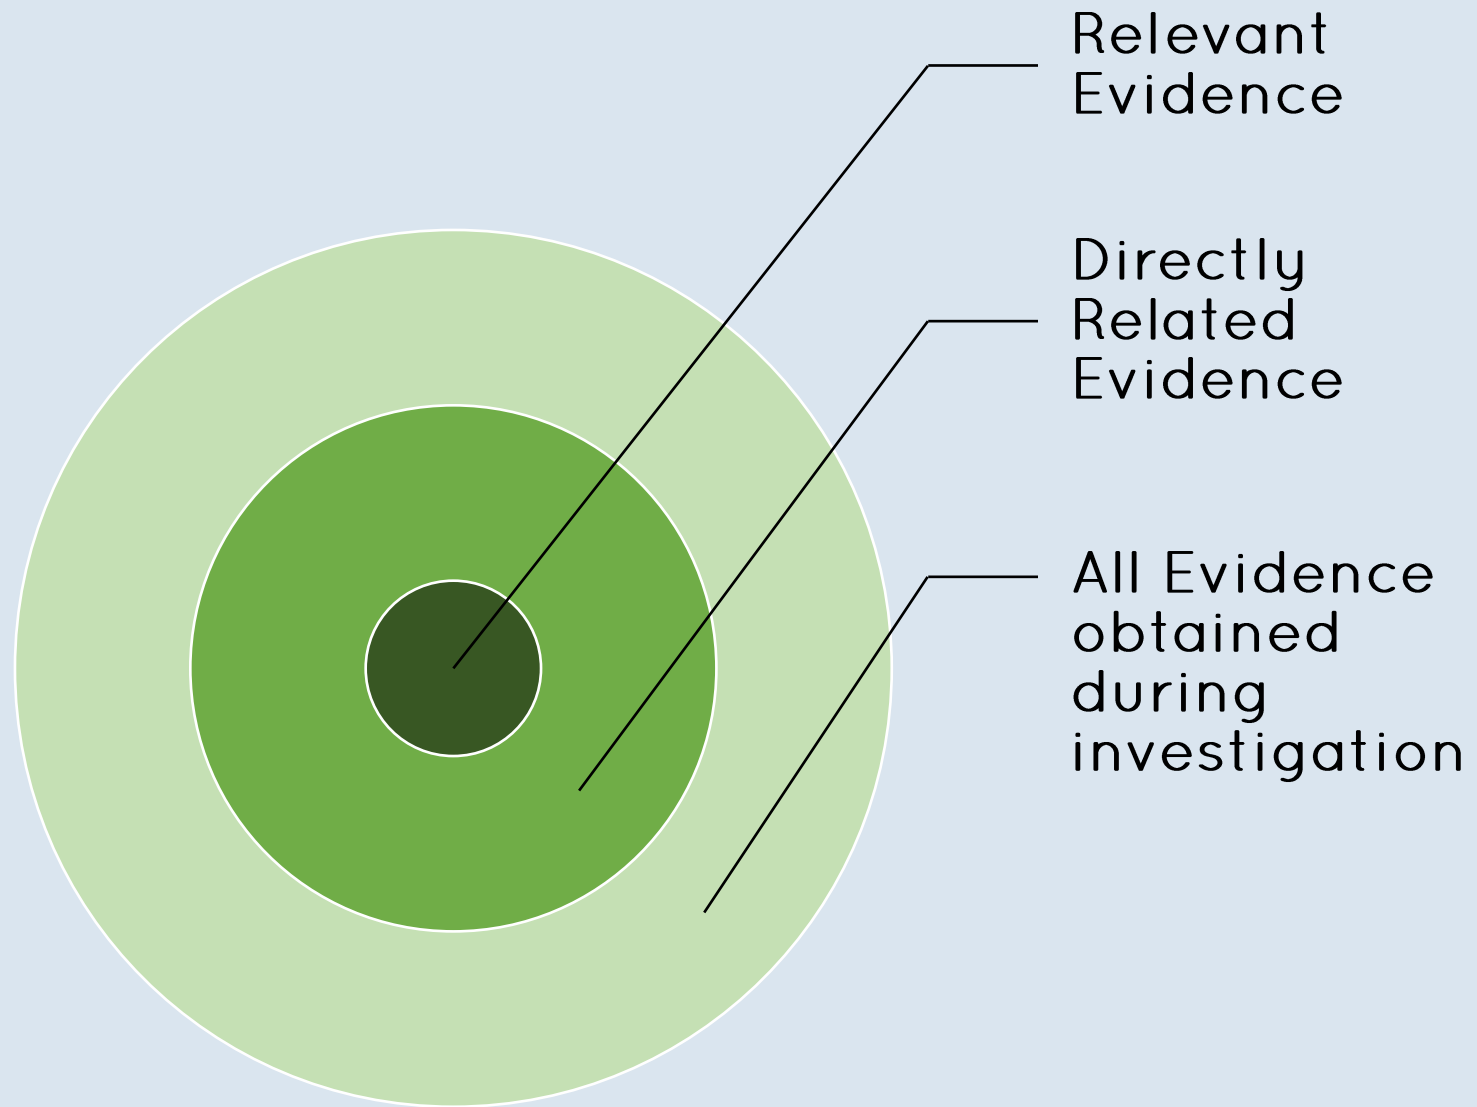 Relevant
Evidence
Directly
Related
Evidence
All Evidence
obtained
during
investigation